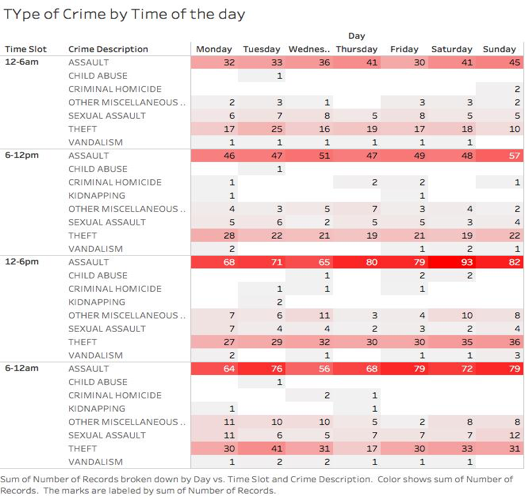 TYpe of Crime by Time of the day
Day
Time Slot Crime Description Monday Tuesday Wednes.. Thursday Friday Saturday Sunday
12-6am ASSAULT 32 33 36 41 30 41 45
CHILD ABUSE 1
CRIMINAL HOMICIDE 2
OTHER MISCELLANEOUS .. 2 3 1 3 3 2
SEXUAL ASSAULT 6 7 8 5 8 5 5
THEFT 17 25 16 19 17 18 10
VANDALISM 1 1 1 1 1 1
6-12pm ASSAULT 46 47 51 47 49 48 57
CHILD ABUSE 1
CRIMINAL HOMICIDE 1 2 2 1
KIDNAPPING 1 1
OTHER MISCELLANEOUS .. 4 3 5 7 3 4 2
SEXUAL ASSAULT 5 6 2 5 5 3 4
THEFT 28 22 21 19 21 19 22
VANDALISM 2 1 2 1
12-6pm ASSAULT 68 71 65 80 79 93 82
CHILD ABUSE 1 2 2
CRIMINAL HOMICIDE 1 1 1
KIDNAPPING 2
OTHER MISCELLANEOUS .. 7 6 11 3 4 10 8
SEXUAL ASSAULT 7 4 4 2 3 2 4
THEFT 27 29 32 30 30 35 36
VANDALISM 2 1 1 1 3
6-12am ASSAULT 64 76 56 68 79 72 79
CHILD ABUSE 1
CRIMINAL HOMICIDE 2 1
KIDNAPPING 1 1
OTHER MISCELLANEOUS .. 11 10 10 5 2 8 8
SEXUAL ASSAULT 11 6 5 7 7 7 12
THEFT 30 41 31 17 30 33 31
VANDALISM 1 2 2 1 1 1
Sum of Number of Records broken down by Day vs. Time Slot and Crime Description. Color shows sum of Number of
Records. The marks are labeled by sum of Number of Records.